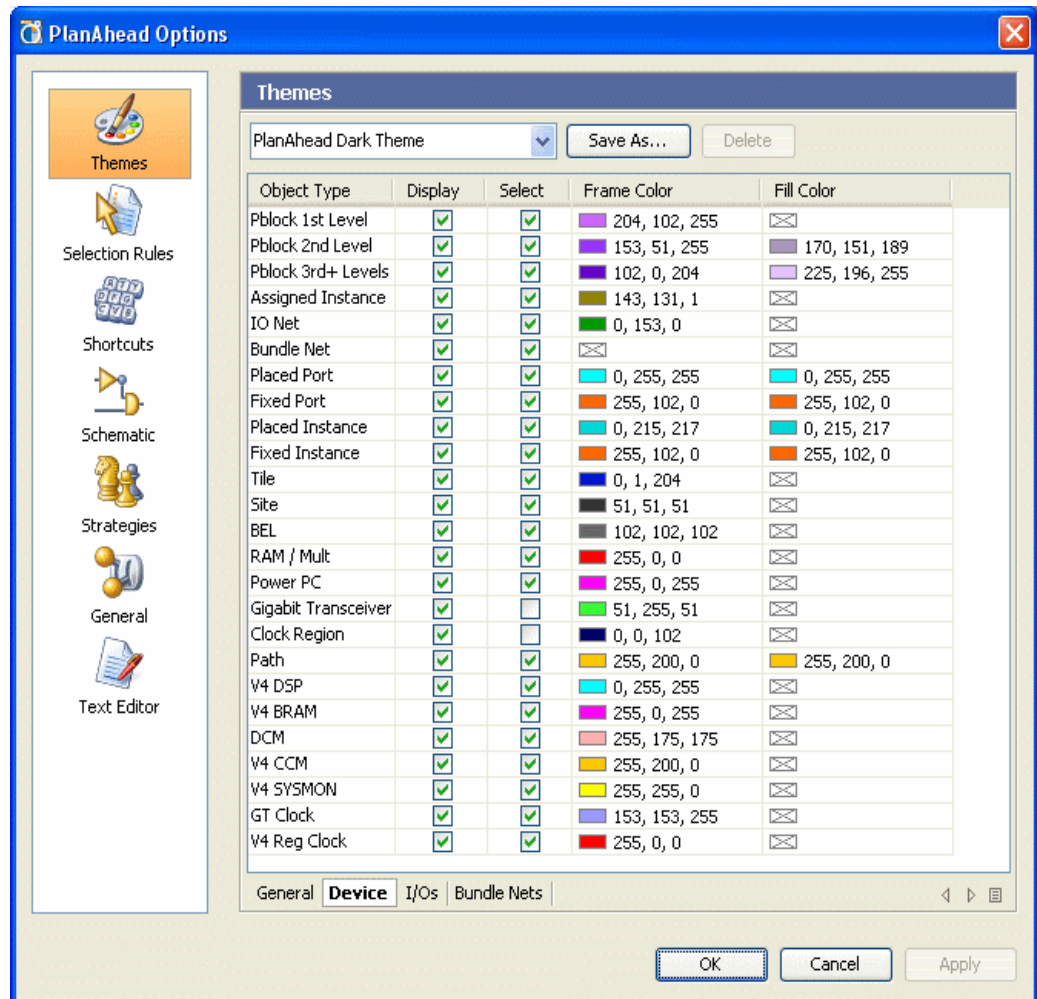 PlanAhead Options
Themes
Selection Rules
Shortcuts
Schematic
Strategies
General
Text Editor
Themes
PlanAhead Dark Theme Save As... Delete
Object Type Display Select Frame Color Fill Color
Pblock 1st Level 204, 102, 255
Pblock 2nd Level 153, 51, 255 170, 151, 189
Pblock 3rd+ Levels 102, 0, 204 225, 196, 255
Assigned Instance 143, 131, 1
IO Net 0, 153, 0
Bundle Net
Placed Port 0, 255, 255 0, 255, 255
Fixed Port 255, 102, 0 255, 102, 0
Placed Instance 0, 215, 217 0, 215, 217
Fixed Instance 255, 102, 0 255, 102, 0
Tile 0, 1, 204
Site 51, 51, 51
BEL 102, 102, 102
RAM / Mult 255, 0, 0
Power PC 255, 0, 255
Gigabit Transceiver 51, 255, 51
Clock Region 0, 0, 102
Path 255, 200, 0 255, 200, 0
V4 DSP 0, 255, 255
V4 BRAM 255, 0, 255
DCM 255, 175, 175
V4 CCM 255, 200, 0
V4 SYSMON 255, 255, 0
GT Clock 153, 153, 255
V4 Reg Clock 255, 0, 0
General Device I/Os Bundle Nets
OK Cancel Apply